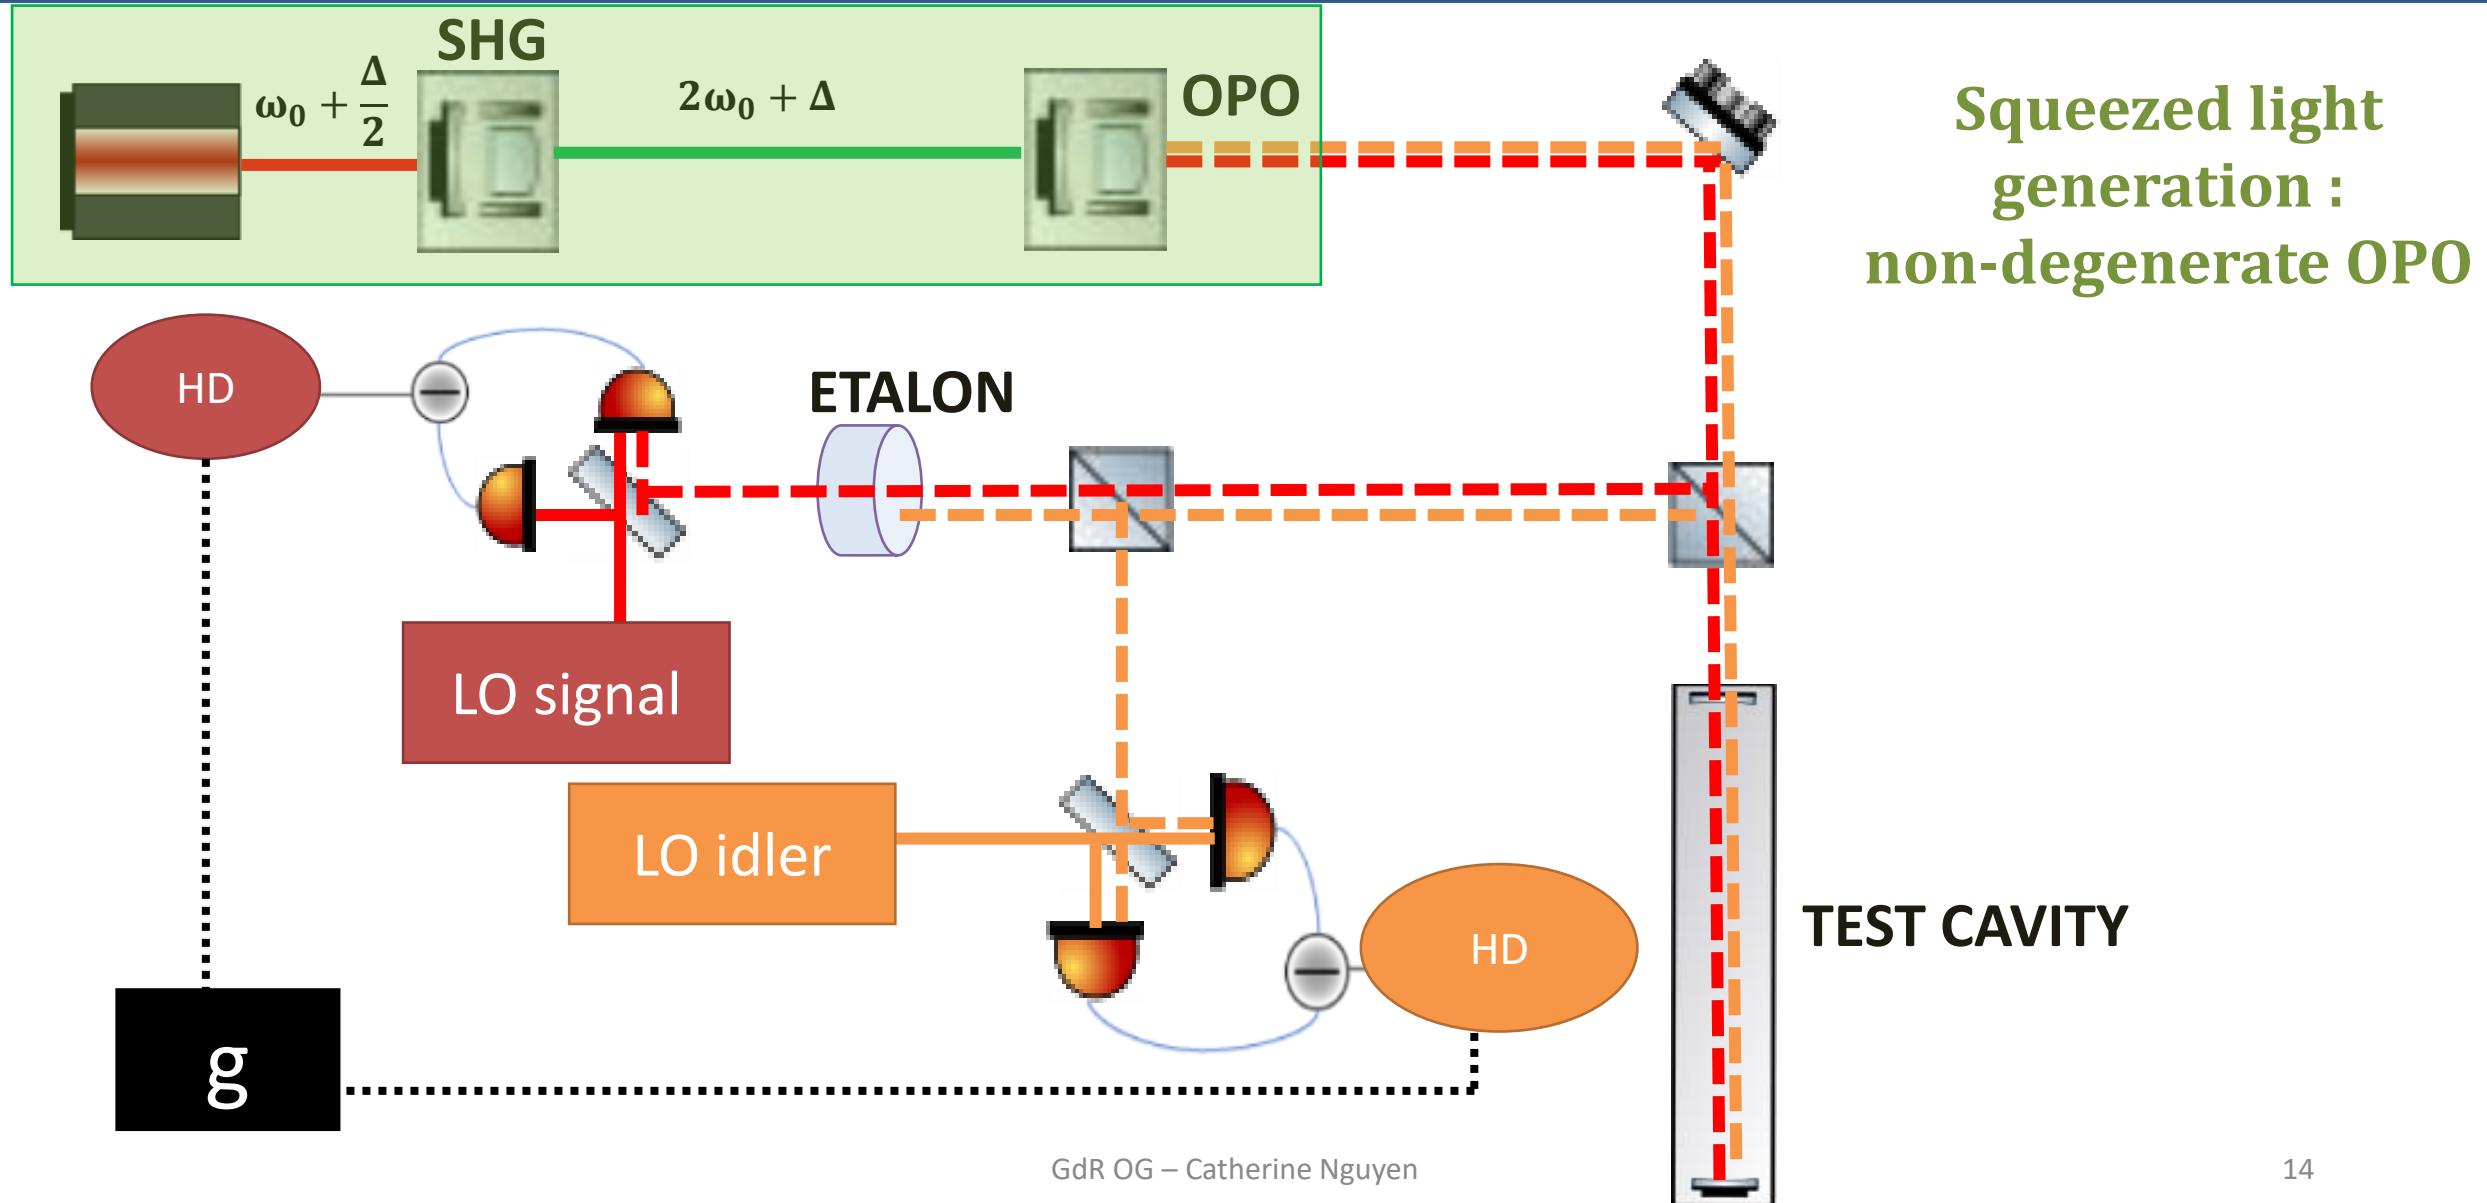 SHG
ω₀ + Δ/2
2ω₀ + Δ
OPO
Squeezed light
generation :
non-degenerate OPO
HD
ETALON
LO signal
LO idler
HD
TEST CAVITY
g
GdR OG – Catherine Nguyen
14